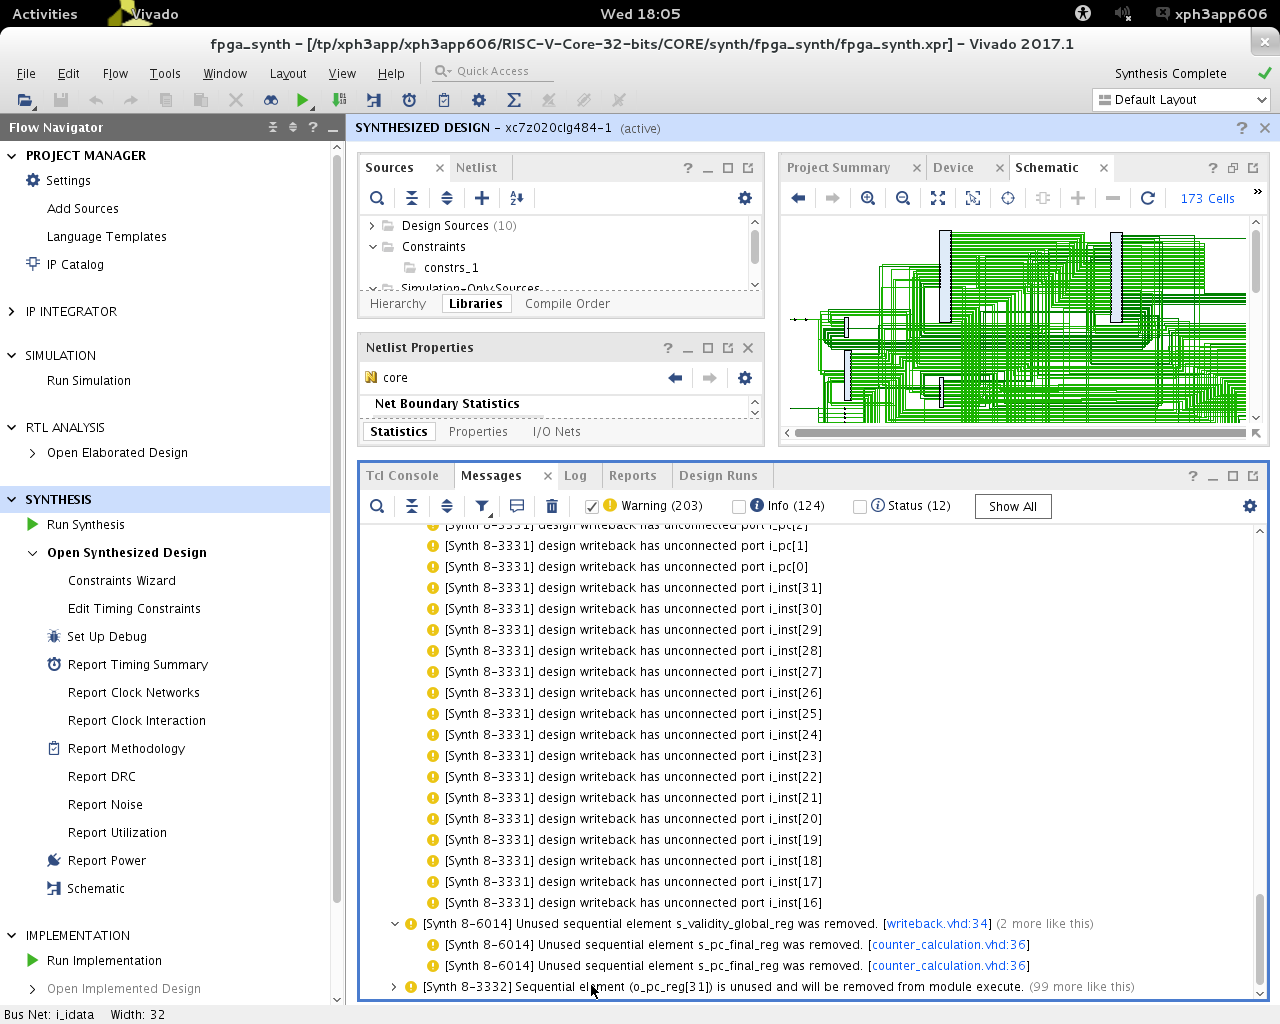 Activities Vivado Wed 18:05 xph3app606
fpga_synth - [/tp/xph3app/xph3app606/RISC-V-Core-32-bits/CORE/synth/fpga_synth/fpga_synth.xpr] - Vivado 2017.1
File Edit Flow Tools Window Layout View Help Quick Access Synthesis Complete
Default Layout
Flow Navigator
SYNTHESIZED DESIGN - xc7z020clg484-1 (active)
PROJECT MANAGER
Settings
Add Sources
Language Templates
IP Catalog
IP INTEGRATOR
SIMULATION
Run Simulation
RTL ANALYSIS
Open Elaborated Design
SYNTHESIS
Run Synthesis
Open Synthesized Design
Constraints Wizard
Edit Timing Constraints
Set Up Debug
Report Timing Summary
Report Clock Networks
Report Clock Interaction
Report Methodology
Report DRC
Report Noise
Report Utilization
Report Power
Schematic
IMPLEMENTATION
Run Implementation
Open Implemented Design
Sources Netlist
Design Sources (10)
Constraints
constrs_1
Simulation-Only Sources
Hierarchy Libraries Compile Order
Netlist Properties
core
Net Boundary Statistics
Statistics Properties I/O Nets
Project Summary Device Schematic
173 Cells
Tcl Console Messages Log Reports Design Runs
Warning (203) Info (124) Status (12) Show All
[Synth 8-3331] design writeback has unconnected port i_pc[2]
[Synth 8-3331] design writeback has unconnected port i_pc[1]
[Synth 8-3331] design writeback has unconnected port i_pc[0]
[Synth 8-3331] design writeback has unconnected port i_inst[31]
[Synth 8-3331] design writeback has unconnected port i_inst[30]
[Synth 8-3331] design writeback has unconnected port i_inst[29]
[Synth 8-3331] design writeback has unconnected port i_inst[28]
[Synth 8-3331] design writeback has unconnected port i_inst[27]
[Synth 8-3331] design writeback has unconnected port i_inst[26]
[Synth 8-3331] design writeback has unconnected port i_inst[25]
[Synth 8-3331] design writeback has unconnected port i_inst[24]
[Synth 8-3331] design writeback has unconnected port i_inst[23]
[Synth 8-3331] design writeback has unconnected port i_inst[22]
[Synth 8-3331] design writeback has unconnected port i_inst[21]
[Synth 8-3331] design writeback has unconnected port i_inst[20]
[Synth 8-3331] design writeback has unconnected port i_inst[19]
[Synth 8-3331] design writeback has unconnected port i_inst[18]
[Synth 8-3331] design writeback has unconnected port i_inst[17]
[Synth 8-3331] design writeback has unconnected port i_inst[16]
[Synth 8-6014] Unused sequential element s_validity_global_reg was removed. [writeback.vhd:34] (2 more like this)
[Synth 8-6014] Unused sequential element s_pc_final_reg was removed. [counter_calculation.vhd:36]
[Synth 8-6014] Unused sequential element s_pc_final_reg was removed. [counter_calculation.vhd:36]
[Synth 8-3332] Sequential element (o_pc_reg[31]) is unused and will be removed from module execute. (99 more like this)
Bus Net: i_idata Width: 32